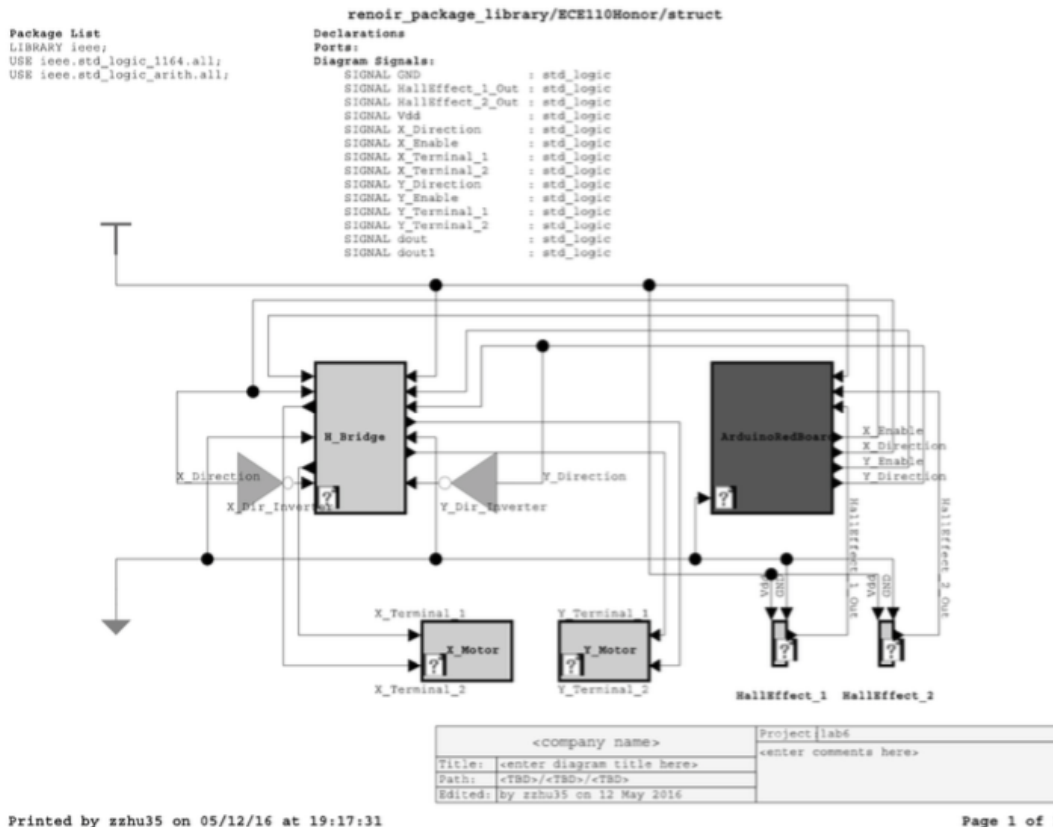 renoir_package_library/ECE110Honor/struct
Package List
LIBRARY ieee;
USE ieee.std_logic_1164.all;
USE ieee.std_logic_arith.all;
Declarations
Ports:
Diagram Signals:
SIGNAL GND : std_logic
SIGNAL HallEffect_1_Out : std_logic
SIGNAL HallEffect_2_Out : std_logic
SIGNAL Vdd : std_logic
SIGNAL X_Direction : std_logic
SIGNAL X_Enable : std_logic
SIGNAL X_Terminal_1 : std_logic
SIGNAL X_Terminal_2 : std_logic
SIGNAL Y_Direction : std_logic
SIGNAL Y_Enable : std_logic
SIGNAL Y_Terminal_1 : std_logic
SIGNAL Y_Terminal_2 : std_logic
SIGNAL dout : std_logic
SIGNAL dout1 : std_logic
H_Bridge
?
X_Direction
X_Dir_Inverter
Y_Direction
Y_Dir_Inverter
ArduinoRedBoard
?
X_Enable
X_Direction
Y_Enable
Y_Direction
HallEffect_1_Out
HallEffect_2_Out
Vdd
GND
Vdd
GND
X_Terminal_1
X_Motor
?
X_Terminal_2
Y_Terminal_1
Y_Motor
?
Y_Terminal_2
?
?
HallEffect_1
HallEffect_2
<company name>
Title: <enter diagram title here>
Path: <TBD>/<TBD>/<TBD>
Edited: by zzhu35 on 12 May 2016
Project: lab6
<enter comments here>
Printed by zzhu35 on 05/12/16 at 19:17:31
Page 1 of